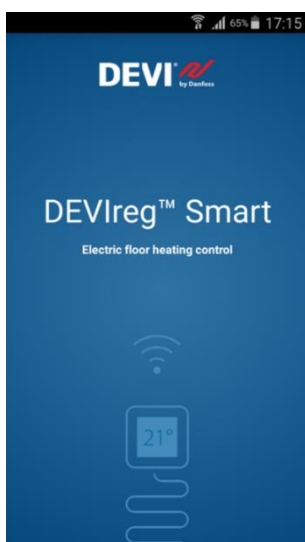 65% 17:15
DEVI®
by Danfoss
DEVIreg™ Smart
Electric floor heating control
21°